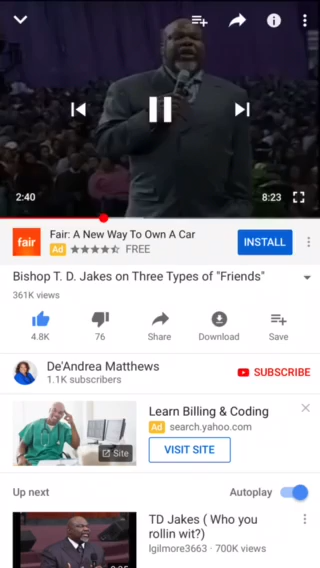 2:40
8:23
fair
Fair: A New Way To Own A Car
Ad
FREE
INSTALL
Bishop T. D. Jakes on Three Types of "Friends"
361K views
4.8K
76
Share
Download
Save
De'Andrea Matthews
1.1K subscribers
SUBSCRIBE
Learn Billing & Coding
Ad search.yahoo.com
Site
VISIT SITE
Up next
Autoplay
TD Jakes ( Who you
rollin wit?)
lgilmore3663 · 700K views